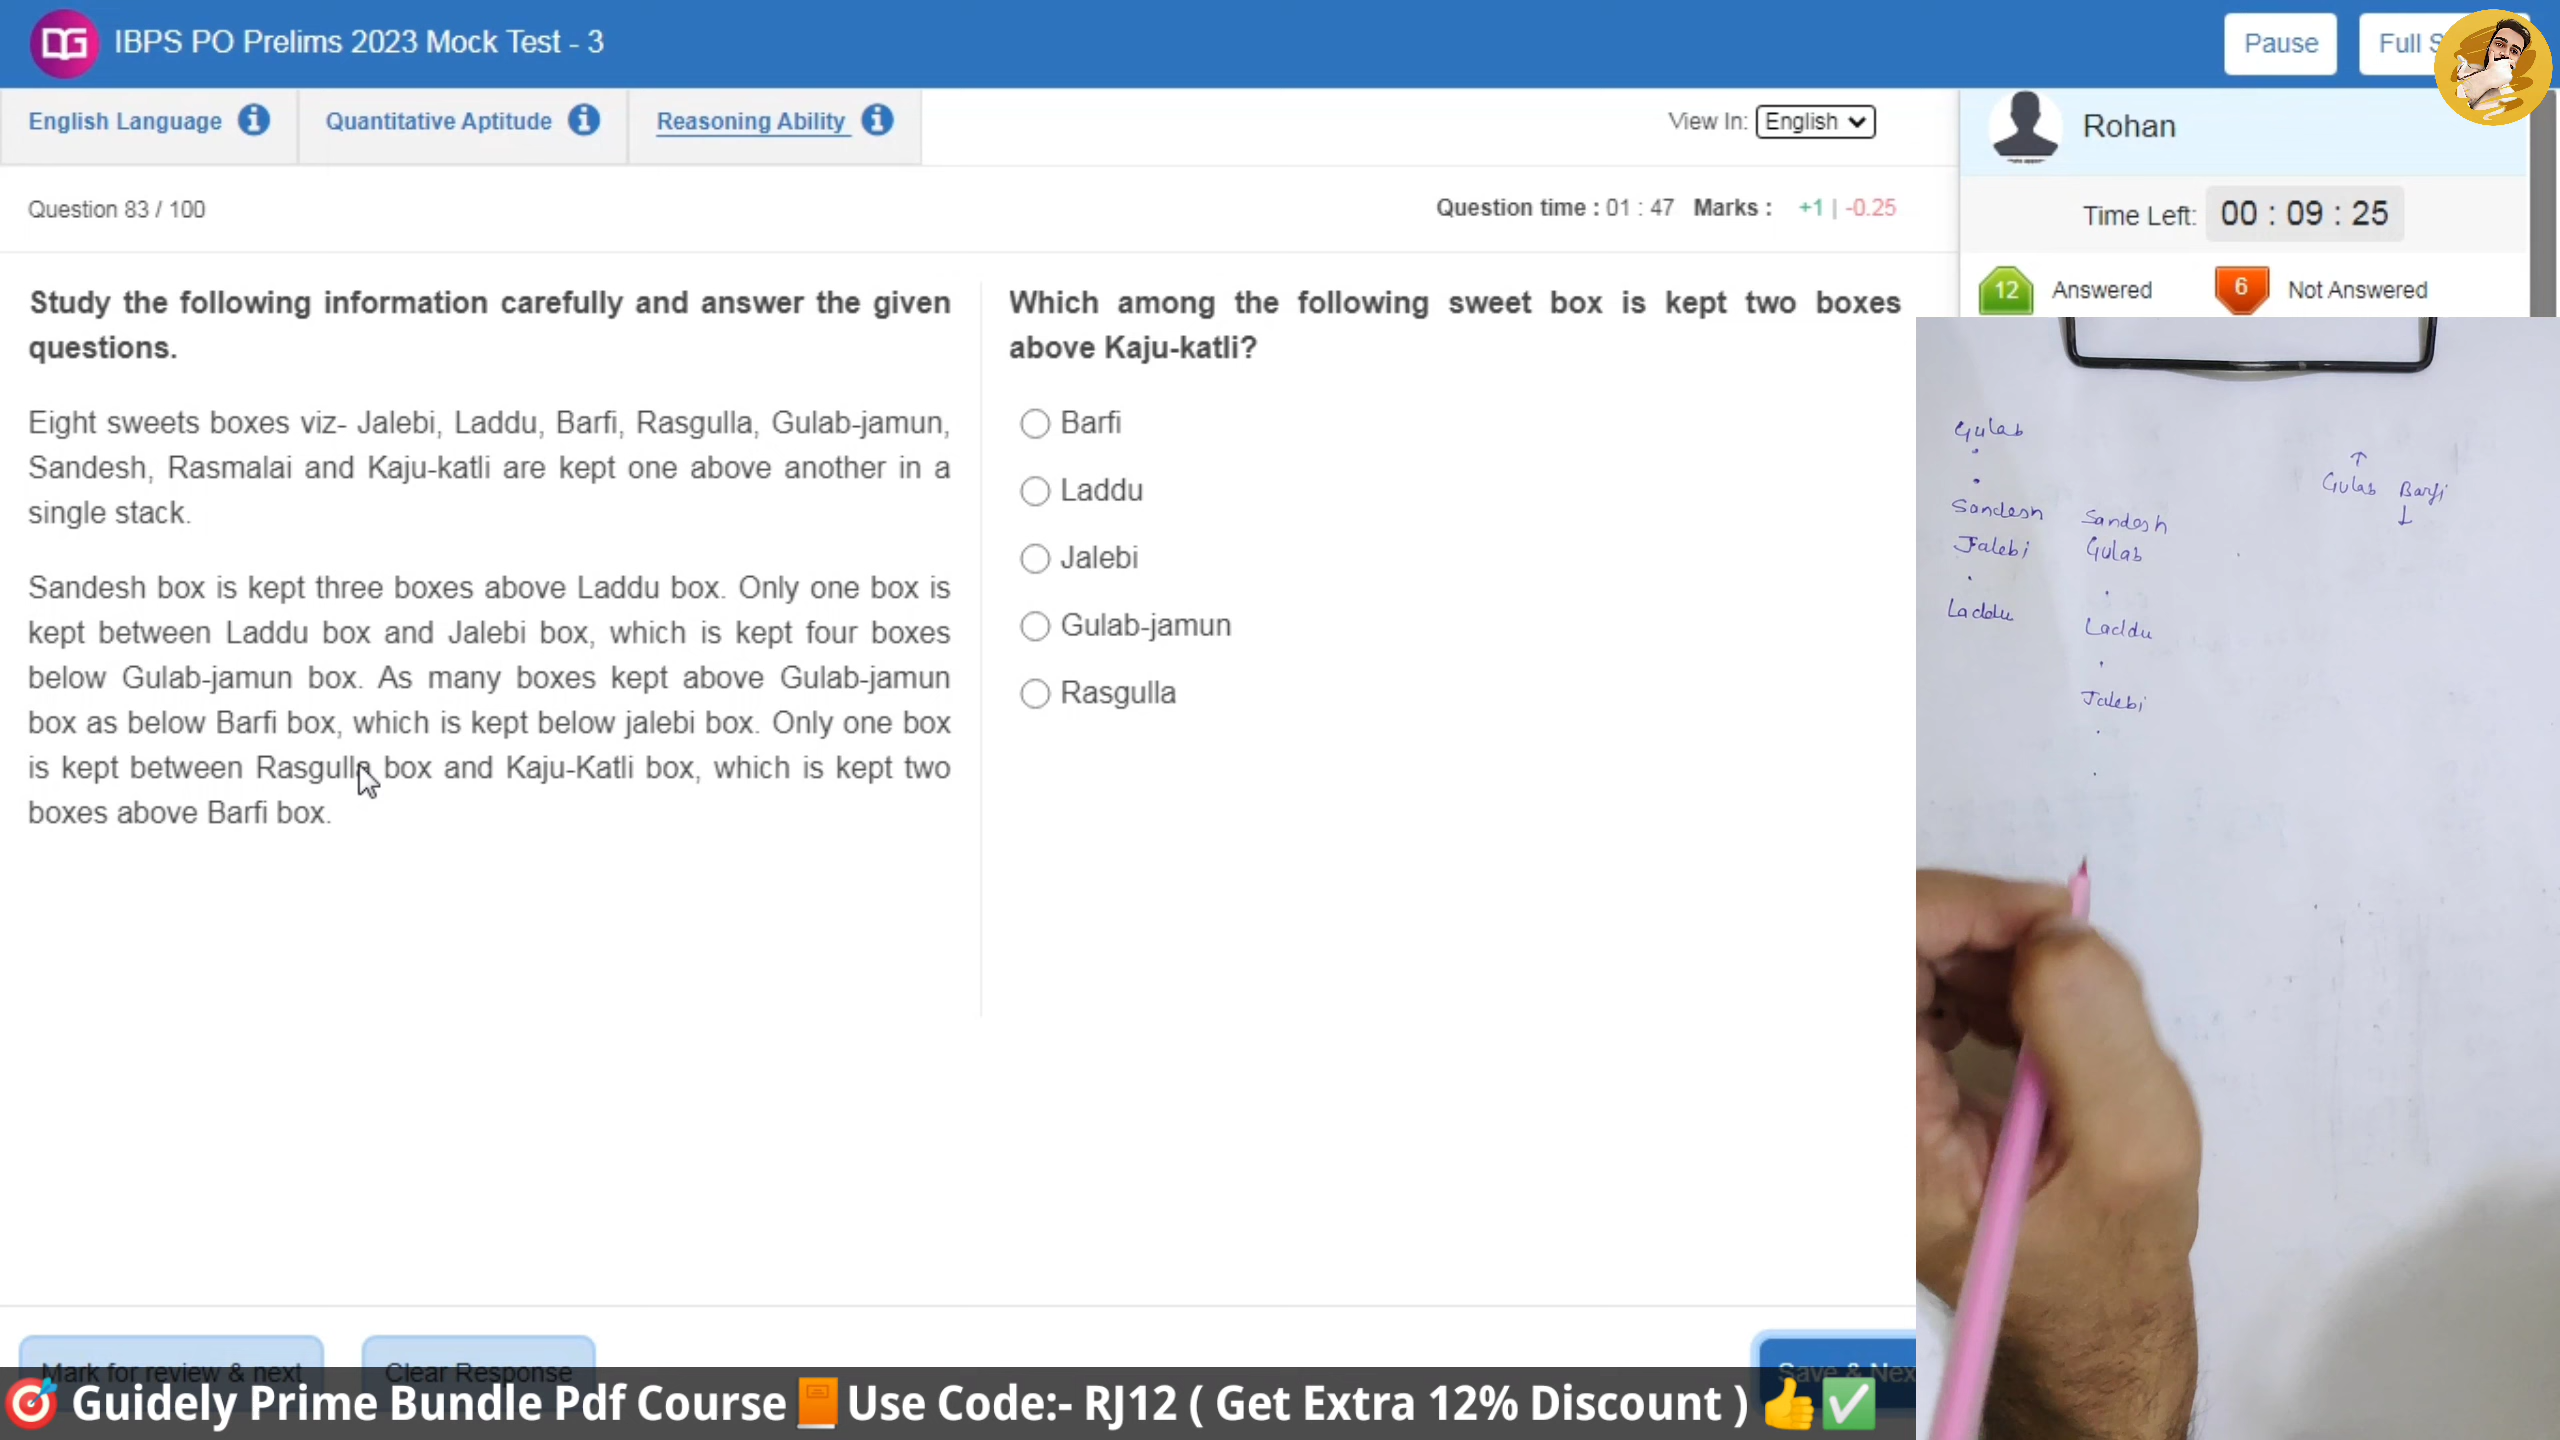 IBPS PO Prelims 2023 Mock Test - 3
Pause
Full S
English Language
Quantitative Aptitude
Reasoning Ability
View In: English
Rohan
Question 83 / 100
Question time : 01 : 47 Marks : +1 | -0.25
Time Left: 00 : 09 : 25
12 Answered
6 Not Answered
Study the following information carefully and answer the given
questions.
Eight sweets boxes viz- Jalebi, Laddu, Barfi, Rasgulla, Gulab-jamun,
Sandesh, Rasmalai and Kaju-katli are kept one above another in a
single stack.
Sandesh box is kept three boxes above Laddu box. Only one box is
kept between Laddu box and Jalebi box, which is kept four boxes
below Gulab-jamun box. As many boxes kept above Gulab-jamun
box as below Barfi box, which is kept below jalebi box. Only one box
is kept between Rasgulla box and Kaju-Katli box, which is kept two
boxes above Barfi box.
Which among the following sweet box is kept two boxes
above Kaju-katli?
Barfi
Laddu
Jalebi
Gulab-jamun
Rasgulla
Gulab
Sandesh
Jalebi
Laddu
Sandesh
Gulab
Laddu
Jalebi
Gulab Barfi
Mark for review & next
Clear Response
Save & Nex
Guidely Prime Bundle Pdf Course Use Code:- RJ12 ( Get Extra 12% Discount )